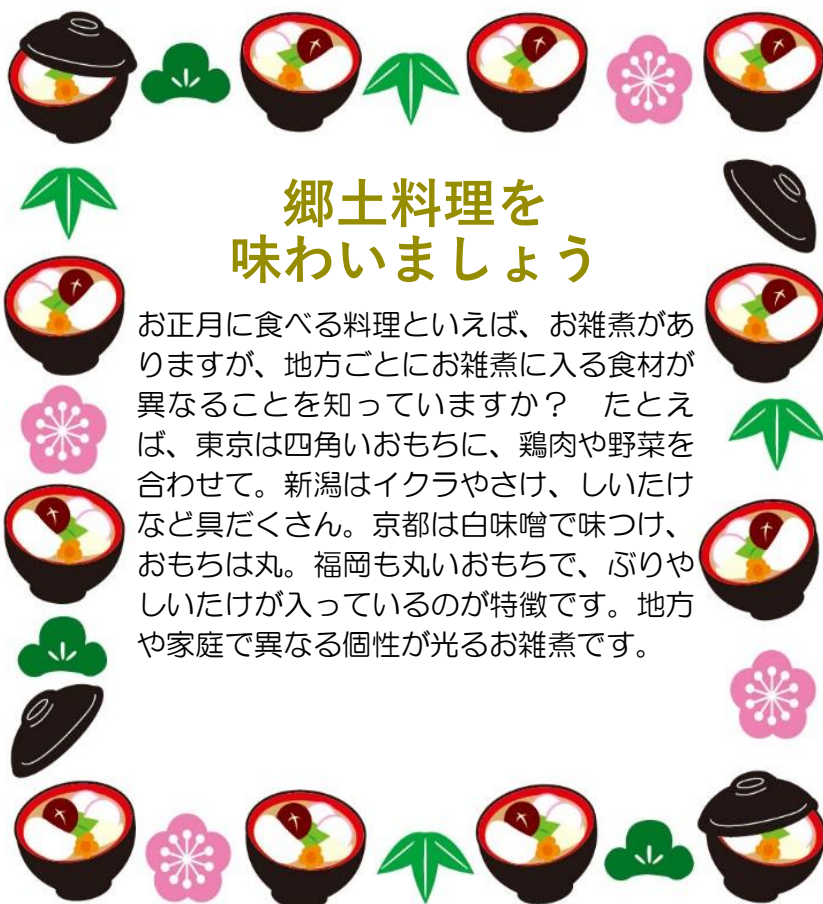 郷土料理を
味わいましょう
お正月に食べる料理といえば、お雑煮があ
りますが、地方ごとにお雑煮に入る食材が
異なることを知っていますか？　たとえ
ば、東京は四角いおもちに、鶏肉や野菜を
合わせて。新潟はイクラやさけ、しいたけ
など具だくさん。京都は白味噌で味つけ、
おもちは丸。福岡も丸いおもちで、ぶりや
しいたけが入っているのが特徴です。地方
や家庭で異なる個性が光るお雑煮です。